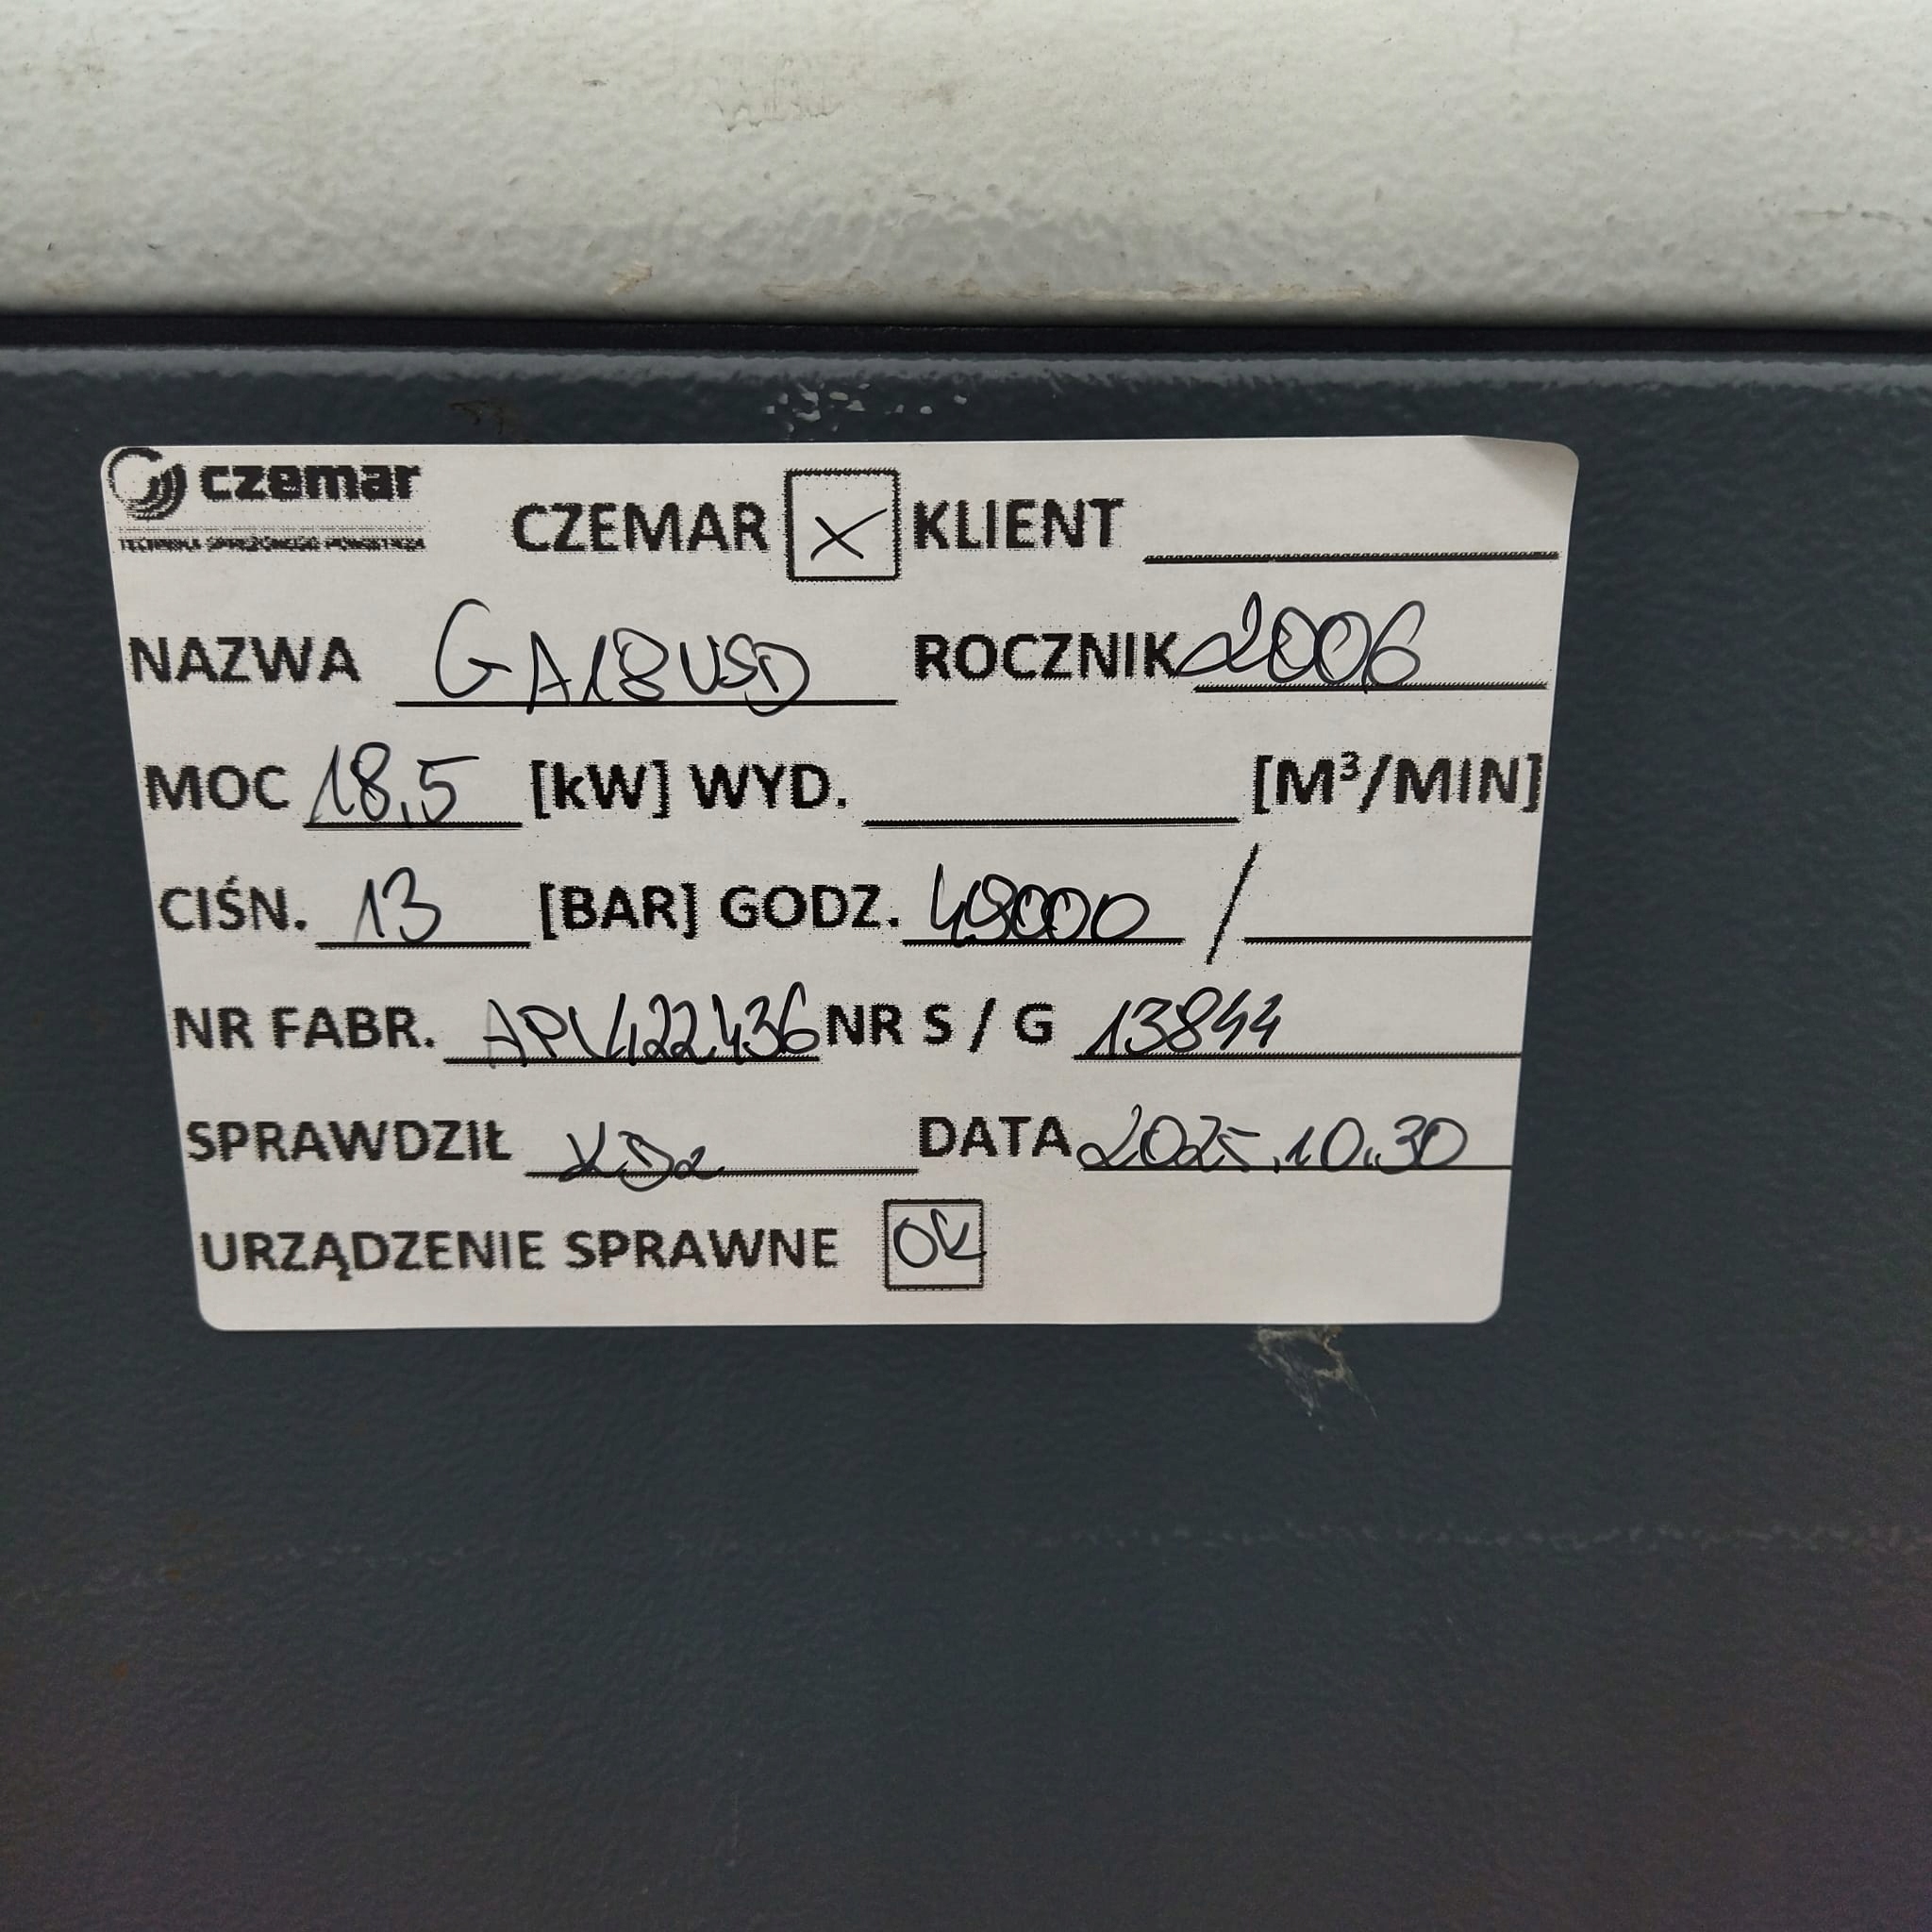 czemar
TECHNIKA SPRĘŻONEGO POWIETRZA
CZEMAR X KLIENT
NAZWA GA18VSD ROCZNIK 2006
MOC 18,5 [kW] WYD. [M³/MIN]
CIŚN. 13 [BAR] GODZ. 49000 /
NR FABR. API422436 NR S / G 13844
SPRAWDZIŁ DATA 2025.10.30
URZĄDZENIE SPRAWNE OK